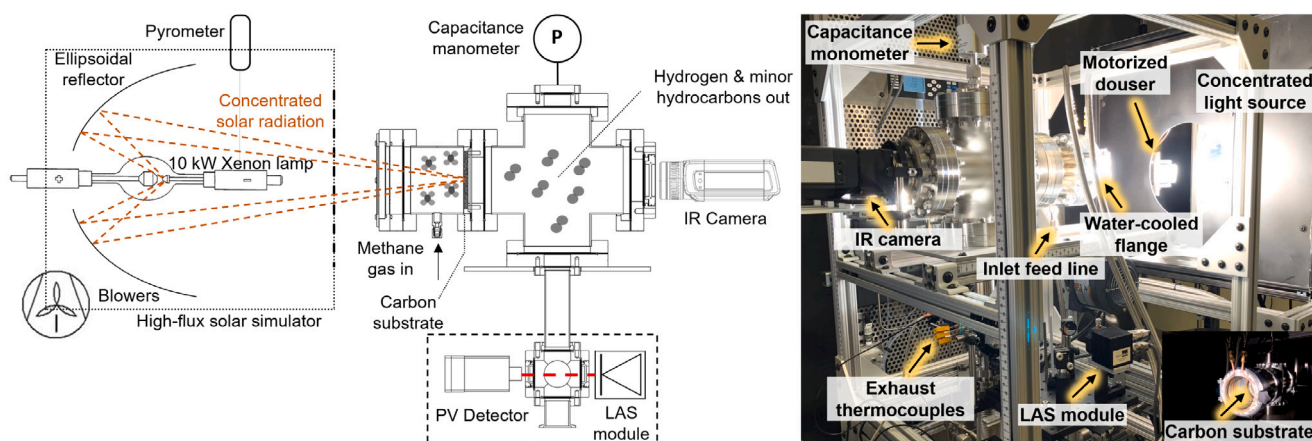 Pyrometer
Ellipsoidal
reflector
Concentrated
solar radiation
10 kW Xenon lamp
+
-
Blowers
High-flux solar simulator
Capacitance
manometer
P
Hydrogen & minor
hydrocarbons out
IR Camera
Methane
gas in
Carbon
substrate
PV Detector
LAS
module
Capacitance
monometer
Motorized
douser
Concentrated
light source
IR camera
Water-cooled
flange
Inlet feed line
Exhaust
thermocouples
LAS module
Carbon substrate